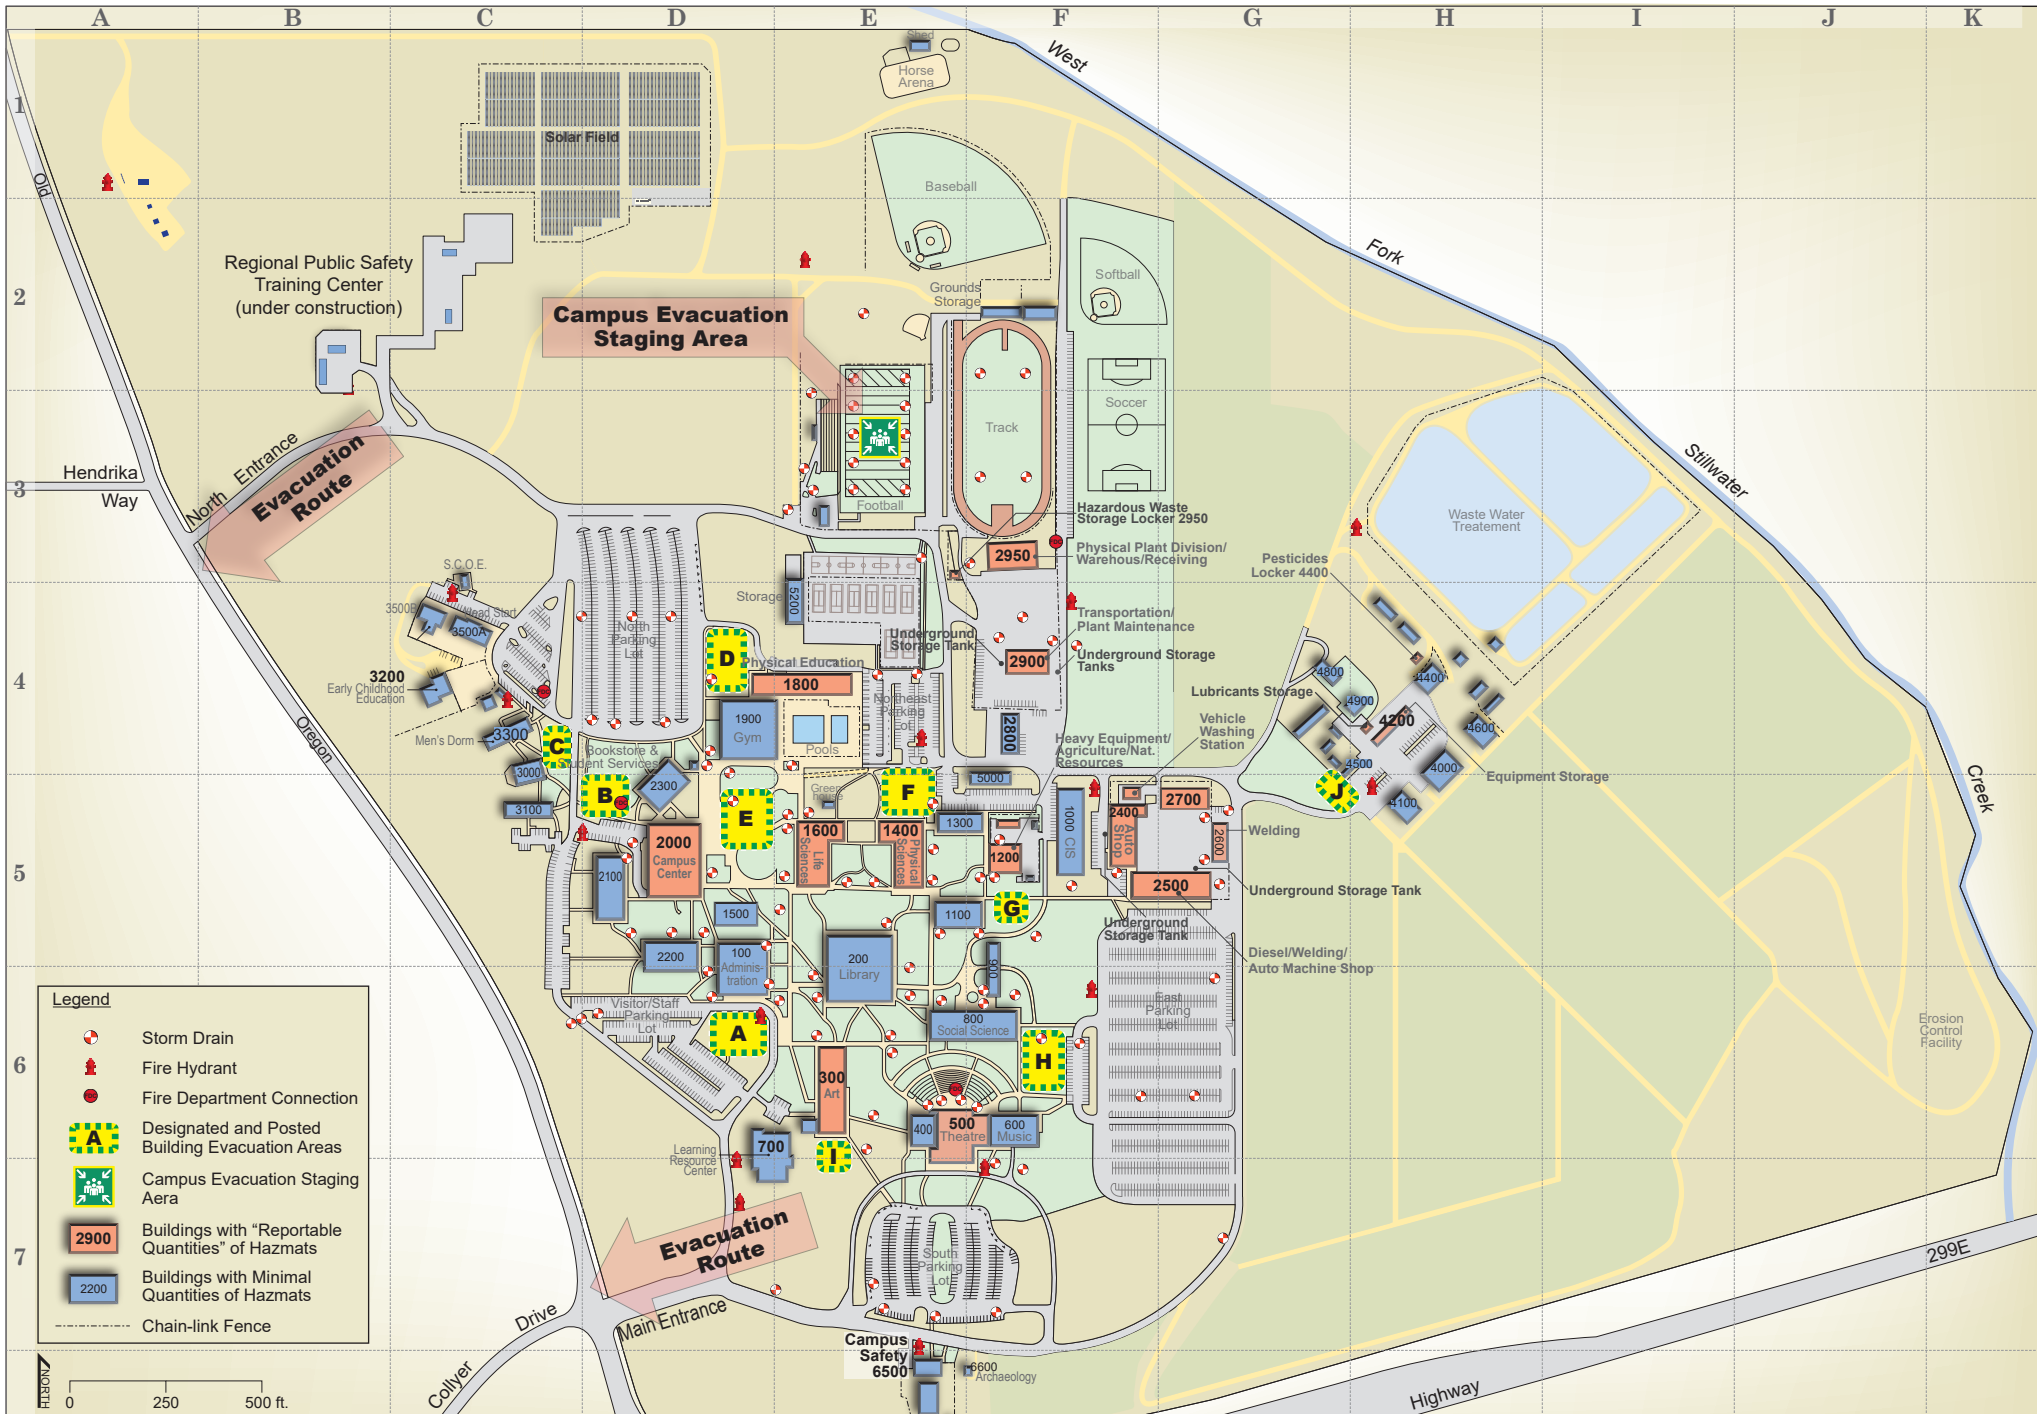 A B C D E F G H I J K
1
2
3
4
5
6
7
Shed
Horse
Arena
West
Solar Field
Old
Baseball
Fork
Regional Public Safety
Training Center
(under construction)
Softball
Grounds
Storage
Campus Evacuation
Staging Area
Soccer
Track
Stillwater
Hendrika
Way
North Entrance
Evacuation
Route
Football
Hazardous Waste
Storage Locker 2950
Waste Water
Treatement
2950
FDC
Physical Plant Division/
Warehous/Receiving
Pesticides
Locker 4400
S.C.O.E.
Head Start
3500B
3500A
Storage
5200
North
Parking
Lot
Transportation/
Plant Maintenance
Underground
Storage Tank
2900
Underground Storage
Tanks
D
Physical Education
1800
3200
Early Childhood
Education
FDC
4800
4400
Lubricants Storage
4900
4200
4600
Northeast
Parking
Lot
1900
Gym
Pools
2800
Vehicle
Washing
Station
Oregon
Men's Dorm
3300
C
Bookstore &
Student Services
Heavy Equipment/
Agriculture/Nat.
Resources
4500
4000
Equipment Storage
Creek
3000
2300
5000
J
4100
B
FDC
Green
house
F
3100
E
2700
2400
Auto
Shop
1000 CIS
1300
2000
Campus
Center
1600
Life
Sciences
1400
Physical
Sciences
1200
2600
Welding
2100
2500
Underground Storage Tank
1500
1100
G
Underground
Storage Tank
2200
100
Adminis-
tration
200
Library
900
Diesel/Welding/
Auto Machine Shop
Visitor/Staff
Parking
Lot
East
Parking
Lot
A
800
Social Science
H
Erosion
Control
Facility
300
Art
FDC
400
500
Theatre
600
Music
Learning
Resource
Center
700
I
Evacuation
Route
South
Parking
Lot
299E
Drive
Main Entrance
Collyer
Campus
Safety
6500
6600
Archaeology
Highway
Legend
Storm Drain
Fire Hydrant
FDC
Fire Department Connection
A
Designated and Posted
Building Evacuation Areas
Campus Evacuation Staging
Aera
2900
Buildings with “Reportable
Quantities” of Hazmats
2200
Buildings with Minimal
Quantities of Hazmats
Chain-link Fence
NORTH
0 250 500 ft.